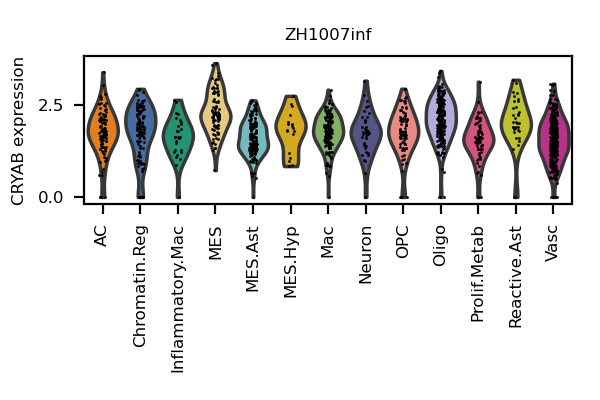 ZH1007inf
CRYAB expression
2.5
0.0
AC
Chromatin.Reg
Inflammatory.Mac
MES
MES.Ast
MES.Hyp
Mac
Neuron
OPC
Oligo
Prolif.Metab
Reactive.Ast
Vasc